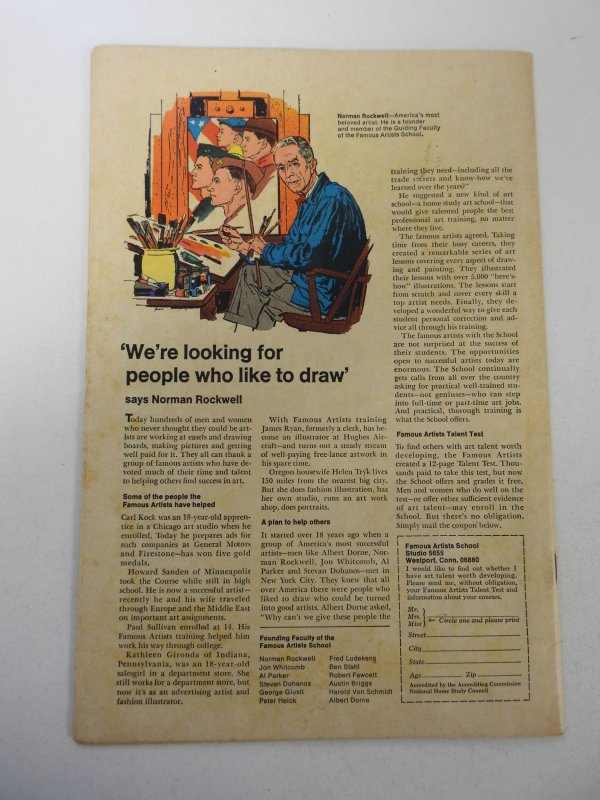 Norman Rockwell—America's most
beloved artist. He is a founder
and member of the Guiding Faculty
of the Famous Artists School.
'We're looking for
people who like to draw'
says Norman Rockwell
Today hundreds of men and women
who never thought they could be art-
ists are working at easels and drawing
boards, making pictures and getting
well paid for it. They all can thank a
group of famous artists who have de-
voted much of their time and talent
to helping others find success in art.
Some of the people the
Famous Artists have helped
Carl Kock was an 18-year-old appren-
tice in a Chicago art studio when he
enrolled. Today he prepares ads for
such companies as General Motors
and Firestone—has won five gold
medals.
Howard Sanden of Minneapolis
took the Course while still in high
school. He is now a successful artist—
recently he and his wife traveled
through Europe and the Middle East
on important art assignments.
Paul Sullivan enrolled at 14. His
Famous Artists training helped him
work his way through college.
Kathleen Gironda of Indiana,
Pennsylvania, was an 18-year-old
salesgirl in a department store. She
still works for a department store, but
now it's as an advertising artist and
fashion illustrator.
With Famous Artists training
James Ryan, formerly a clerk, has be-
come an illustrator at Hughes Air-
craft—and turns out a steady stream
of well-paying free-lance artwork in
his spare time.
Oregon housewife Helen Tryk lives
150 miles from the nearest big city.
But she does fashion illustration, has
her own studio, runs an art work
shop, does portraits.
A plan to help others
It started over 18 years ago when a
group of America's most successful
artists—men like Albert Dorne, Nor-
man Rockwell, Jon Whitcomb, Al
Parker and Stevan Dohanos—met in
New York City. They knew that all
over America there were people who
liked to draw who could be turned
into good artists. Albert Dorne asked,
"Why can't we give these people the
Founding Faculty of the
Famous Artists School
Norman Rockwell
Jon Whitcomb
Al Parker
Stevan Dohanos
George Giusti
Peter Helck
Fred Ludekens
Ben Stahl
Robert Fawcett
Austin Briggs
Harold Von Schmidt
Albert Dorne
training they need—including all the
trade secrets and know-how we've
learned over the years?"
He suggested a new kind of art
school—a home study art school—that
would give talented people the best
professional art training, no matter
where they live.
The famous artists agreed. Taking
time from their busy careers, they
created a remarkable series of art
lessons covering every aspect of draw-
ing and painting. They illustrated
their lessons with over 5,000 "here's-
how" illustrations. The lessons start
from scratch and cover every skill a
top artist needs. Finally, they de-
veloped a wonderful way to give each
student personal correction and ad-
vice all through his training.
The famous artists with the School
are not surprised at the success of
their students. The opportunities
open to successful artists today are
enormous. The School continually
gets calls from all over the country
asking for practical well-trained stu-
dents—not geniuses—who can step
into full-time or part-time art jobs.
And practical, thorough training is
what the School offers.
Famous Artists Talent Test
To find others with art talent worth
developing, the Famous Artists
created a 12-page Talent Test. Thou-
sands paid to take this test, but now
the School offers and grades it free.
Men and women who do well on the
test—or offer other sufficient evidence
of art talent—may enroll in the
School. But there's no obligation.
Simply mail the coupon below.
Famous Artists School
Studio 5655
Westport, Conn. 06880
I would like to find out whether I
have art talent worth developing.
Please send me, without obligation,
your Famous Artists Talent Test and
information about your courses.
Mr.
Mrs.
Miss
← Circle one and please print
Street
City
State
Age Zip
Accredited by the Accrediting Commission
National Home Study Council